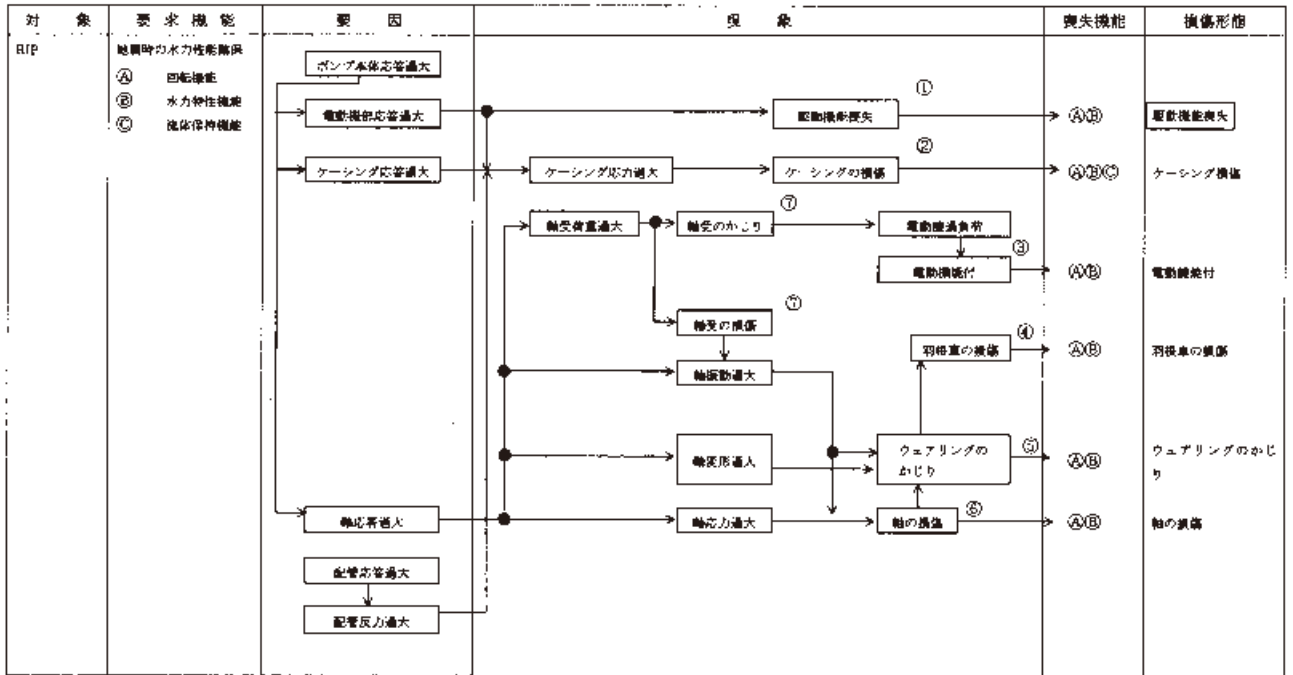 対　象
要 求 機 能
要　因
現　象
喪失機能
損傷形態
RIP
地震時の水力性能確保
Ⓐ 回転機能
Ⓑ 水力特性機能
Ⓒ 流体保持機能
ポンプ本体応答過大
電動機部応答過大
駆動機能喪失
①
ⒶⒷ
駆動機能喪失
ケーシング応答過大
ケーシング応力過大
ケーシングの損傷
②
ⒶⒷⒸ
ケーシング損傷
軸受荷重過大
軸受のかじり
⑦
電動機過負荷
電動機焼付
③
ⒶⒷ
電動機焼付
軸受の損傷
⑦
軸振動過大
羽根車の損傷
④
ⒶⒷ
羽根車の損傷
軸変形過大
ウェアリングの
かじり
⑤
ⒶⒷ
ウェアリングのかじ
り
軸応答過大
軸応力過大
軸の損傷
⑥
ⒶⒷ
軸の損傷
配管応答過大
配管反力過大